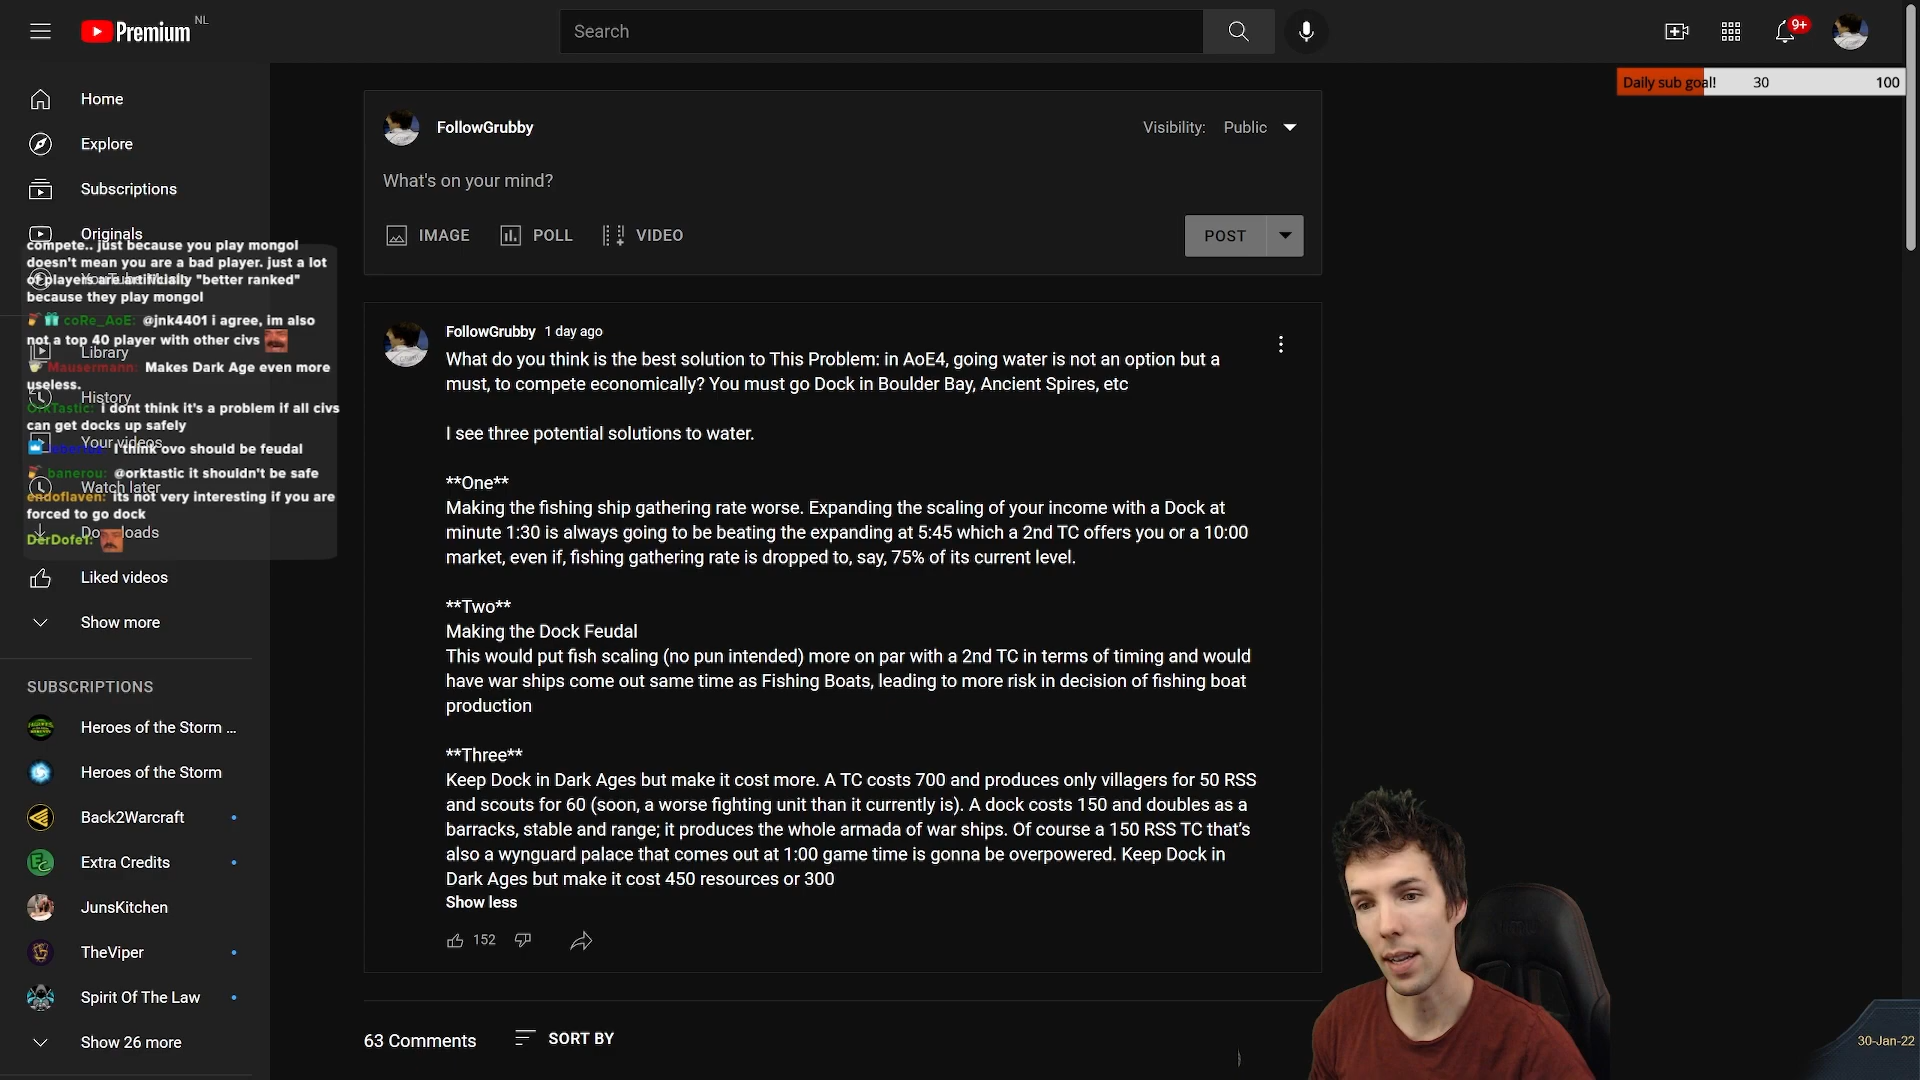 Premium NL
Search
9+
Daily sub goal! 30 100
Home
Explore
Subscriptions
Originals
compete.. just because you play mongol
doesn't mean you are a bad player. just a lot
of players are artificially "better ranked"
because they play mongol
coRe_AoE: @jnk4401 i agree, im also
not a top 40 player with other civs
Library
Mausermann: Makes Dark Age even more
useless.
History
OrkTastic: I dont think it's a problem if all civs
can get docks up safely
Your videos
I think ovo should be feudal
banerou: @orktastic it shouldn't be safe
Watch later
endoflaven: its not very interesting if you are
forced to go dock
Downloads
DerDofe1:
Liked videos
Show more
SUBSCRIPTIONS
Heroes of the Storm ...
Heroes of the Storm
Back2Warcraft
Extra Credits
JunsKitchen
TheViper
Spirit Of The Law
Show 26 more
FollowGrubby
Visibility: Public
What's on your mind?
IMAGE POLL VIDEO
POST
FollowGrubby 1 day ago
What do you think is the best solution to This Problem: in AoE4, going water is not an option but a
must, to compete economically? You must go Dock in Boulder Bay, Ancient Spires, etc
I see three potential solutions to water.
**One**
Making the fishing ship gathering rate worse. Expanding the scaling of your income with a Dock at
minute 1:30 is always going to be beating the expanding at 5:45 which a 2nd TC offers you or a 10:00
market, even if, fishing gathering rate is dropped to, say, 75% of its current level.
**Two**
Making the Dock Feudal
This would put fish scaling (no pun intended) more on par with a 2nd TC in terms of timing and would
have war ships come out same time as Fishing Boats, leading to more risk in decision of fishing boat
production
**Three**
Keep Dock in Dark Ages but make it cost more. A TC costs 700 and produces only villagers for 50 RSS
and scouts for 60 (soon, a worse fighting unit than it currently is). A dock costs 150 and doubles as a
barracks, stable and range; it produces the whole armada of war ships. Of course a 150 RSS TC that's
also a wynguard palace that comes out at 1:00 game time is gonna be overpowered. Keep Dock in
Dark Ages but make it cost 450 resources or 300
Show less
152
63 Comments SORT BY
30-Jan-22